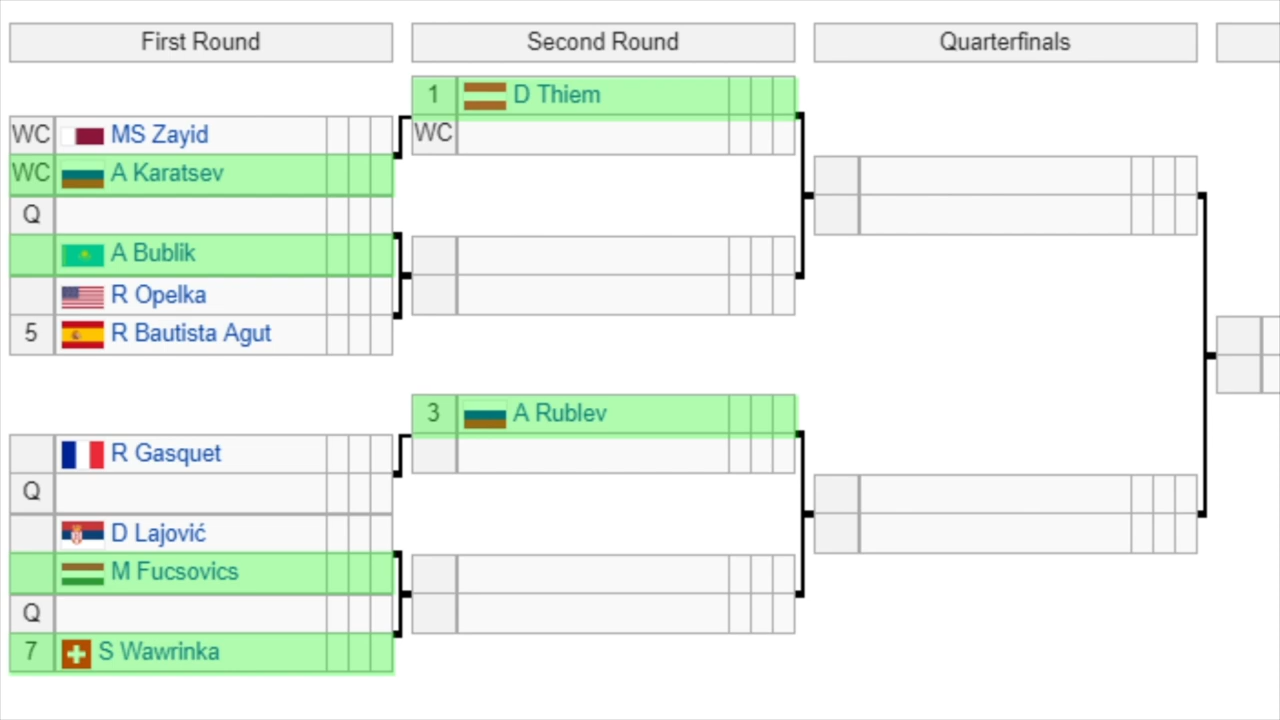 First Round
Second Round
Quarterfinals
1 D Thiem
WC
WC MS Zayid
WC A Karatsev
Q
A Bublik
R Opelka
5 R Bautista Agut
3 A Rublev
R Gasquet
Q
D Lajović
M Fucsovics
Q
7 S Wawrinka